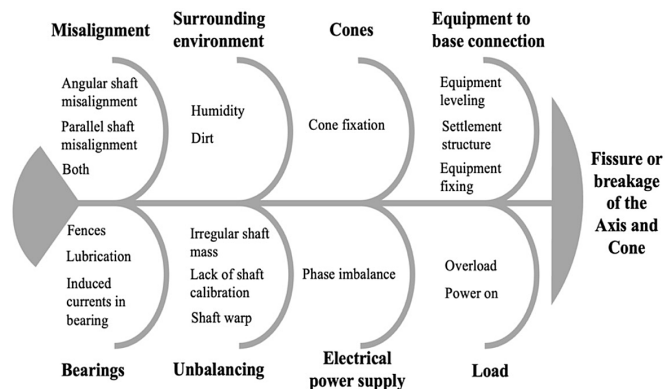 Misalignment
Angular shaft
misalignment
Parallel shaft
misalignment
Both
Surrounding
environment
Humidity
Dirt
Cones
Cone fixation
Equipment to
base connection
Equipment
leveling
Settlement
structure
Equipment
fixing
Fissure or
breakage
of the
Axis and
Cone
Fences
Lubrication
Induced
currents in
bearing
Bearings
Irregular shaft
mass
Lack of shaft
calibration
Shaft warp
Unbalancing
Phase imbalance
Electrical
power supply
Overload
Power on
Load